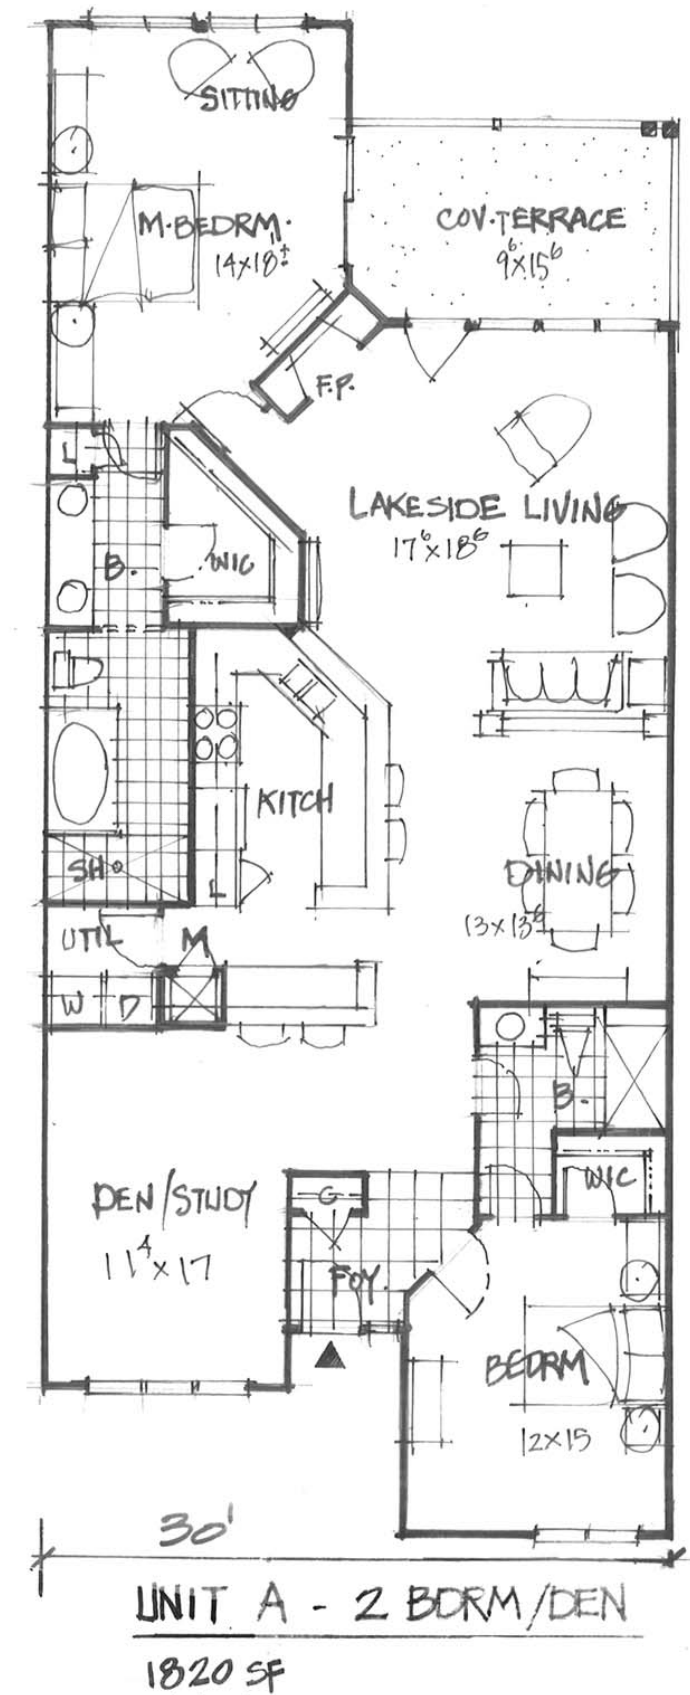 SITTING
M. BEDRM.
14x18±
COV. TERRACE
9⁶x15⁶
F.P.
L
LAKESIDE LIVING
17⁶x18⁶
B.
WIC
KITCH
SH
L
DINING
13x13⁶
UTIL
M
W D
B.
WIC
DEN/STUDY
11⁴x17
C
FOY.
BEDRM
12x15
30'
UNIT A - 2 BDRM/DEN
1820 SF